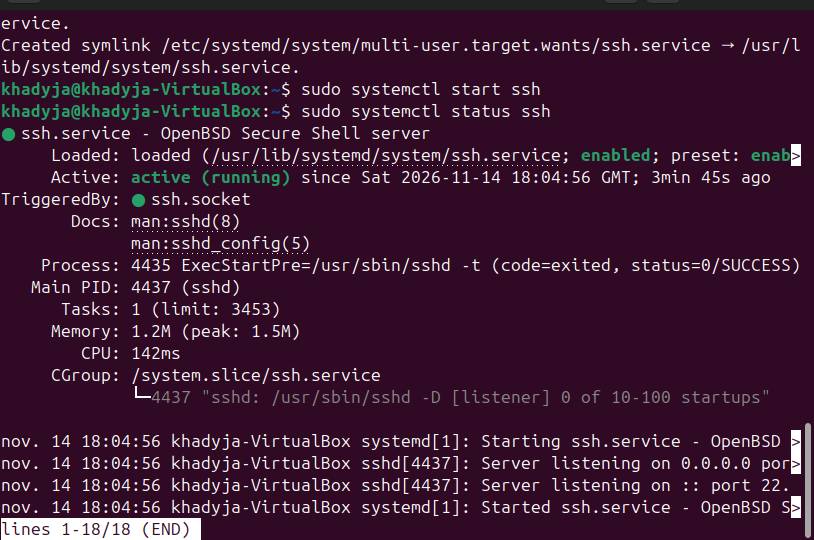 ervice.
Created symlink /etc/systemd/system/multi-user.target.wants/ssh.service → /usr/l
ib/systemd/system/ssh.service.
khadyja@khadyja-VirtualBox:~$ sudo systemctl start ssh
khadyja@khadyja-VirtualBox:~$ sudo systemctl status ssh
● ssh.service - OpenBSD Secure Shell server
     Loaded: loaded (/usr/lib/systemd/system/ssh.service; enabled; preset: enab>
     Active: active (running) since Sat 2026-11-14 18:04:56 GMT; 3min 45s ago
TriggeredBy: ● ssh.socket
       Docs: man:sshd(8)
             man:sshd_config(5)
    Process: 4435 ExecStartPre=/usr/sbin/sshd -t (code=exited, status=0/SUCCESS)
   Main PID: 4437 (sshd)
      Tasks: 1 (limit: 3453)
     Memory: 1.2M (peak: 1.5M)
        CPU: 142ms
     CGroup: /system.slice/ssh.service
             └─4437 "sshd: /usr/sbin/sshd -D [listener] 0 of 10-100 startups"

nov. 14 18:04:56 khadyja-VirtualBox systemd[1]: Starting ssh.service - OpenBSD >
nov. 14 18:04:56 khadyja-VirtualBox sshd[4437]: Server listening on 0.0.0.0 por>
nov. 14 18:04:56 khadyja-VirtualBox sshd[4437]: Server listening on :: port 22.
nov. 14 18:04:56 khadyja-VirtualBox systemd[1]: Started ssh.service - OpenBSD S>
lines 1-18/18 (END)